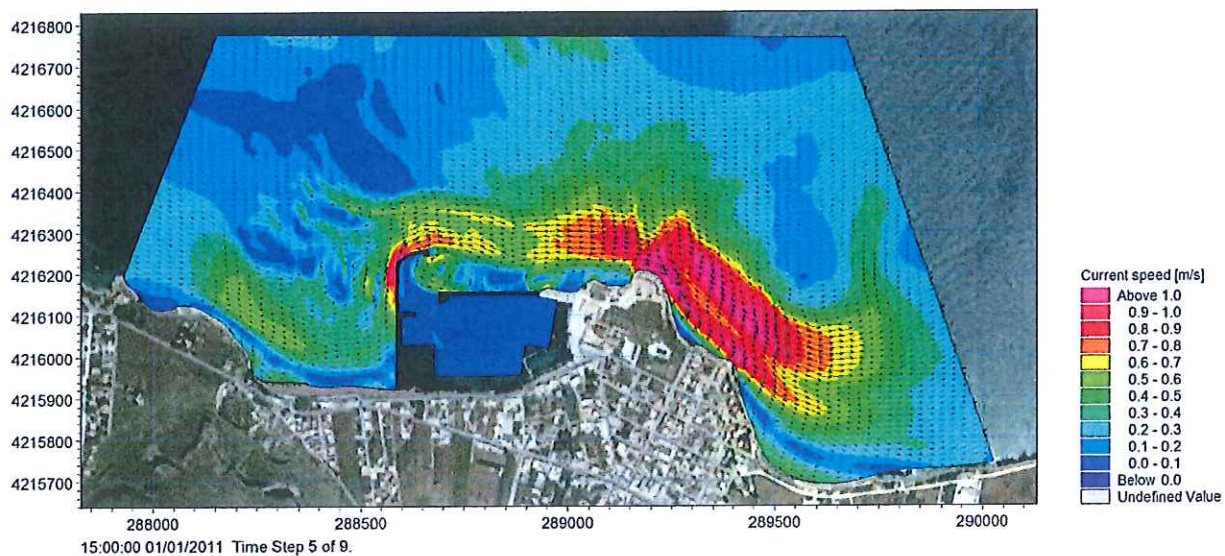 4216800
4216700
4216600
4216500
4216400
4216300
4216200
4216100
4216000
4215900
4215800
4215700
288000 288500 289000 289500 290000
15:00:00 01/01/2011 Time Step 5 of 9.
Current speed [m/s]
Above 1.0
0.9 - 1.0
0.8 - 0.9
0.7 - 0.8
0.6 - 0.7
0.5 - 0.6
0.4 - 0.5
0.3 - 0.4
0.2 - 0.3
0.1 - 0.2
0.0 - 0.1
Below 0.0
Undefined Value